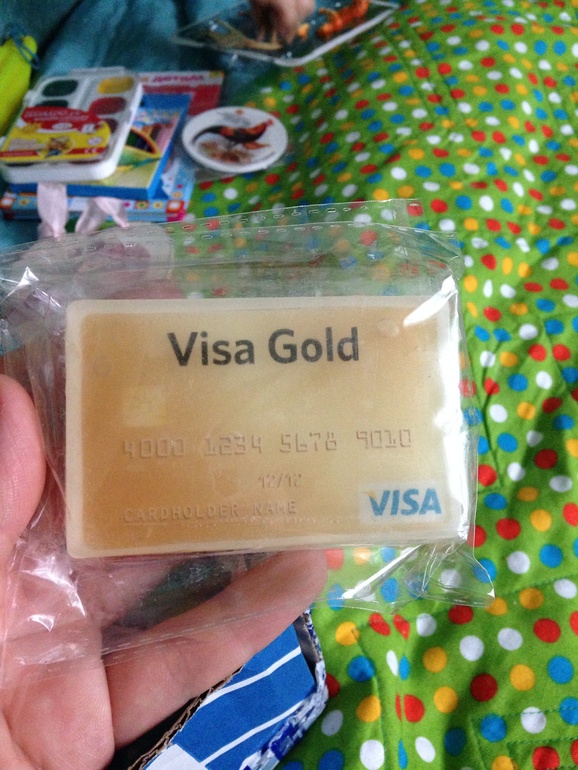 Visa Gold
4000 1234 5678 9010
12/12
CARDHOLDER NAME
VISA